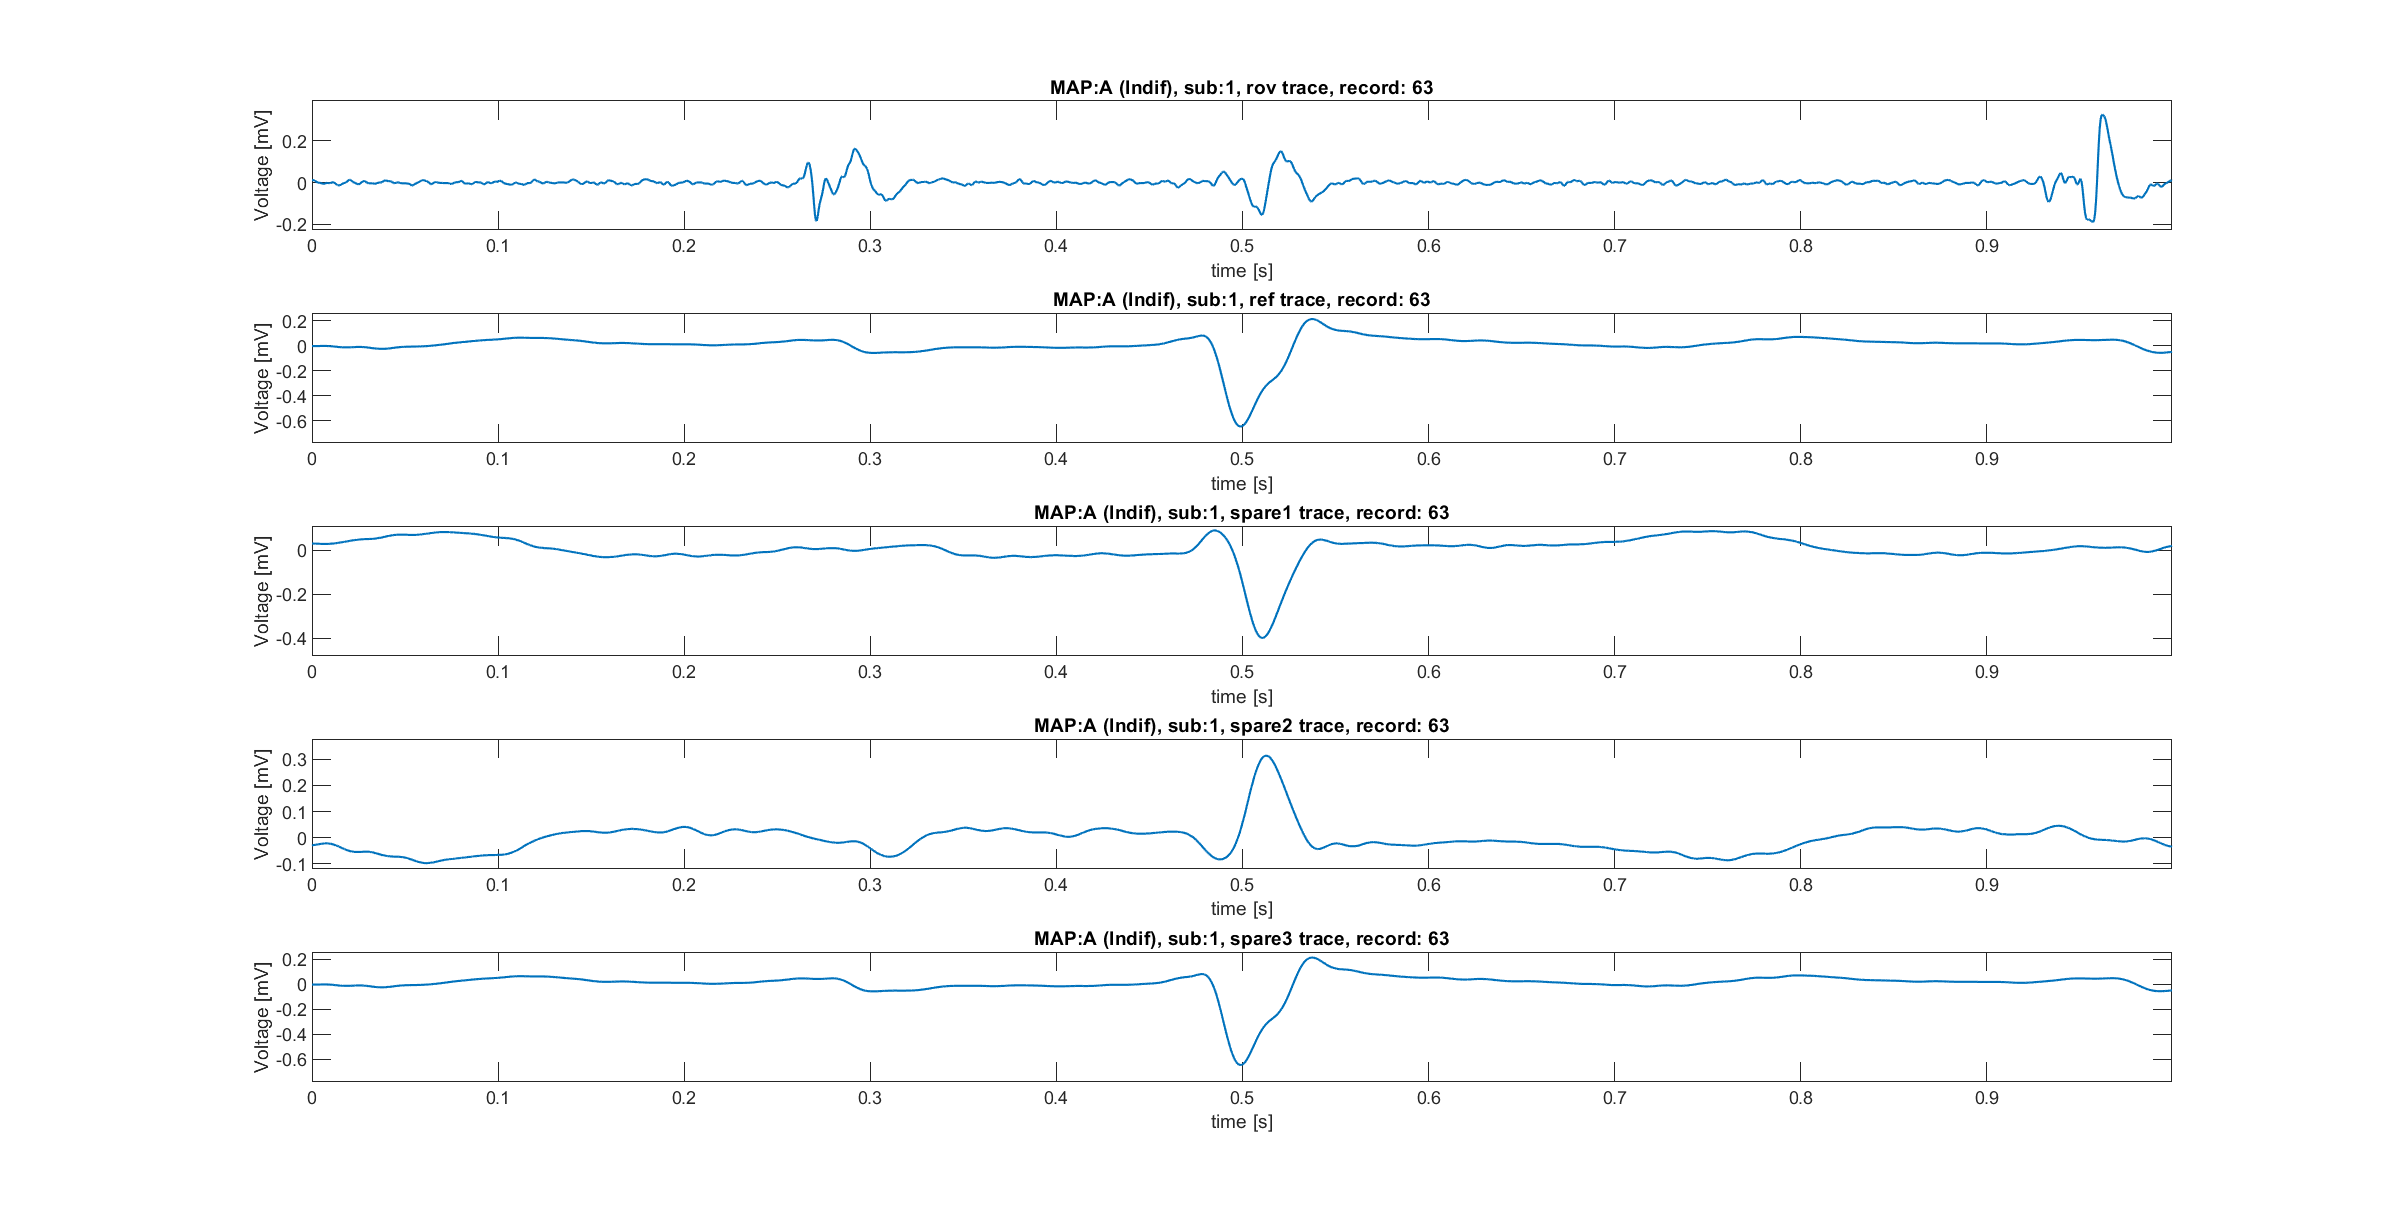 MAP:A (Indif), sub:1, rov trace, record: 63
Voltage [mV]
0.2
0
-0.2
0 0.1 0.2 0.3 0.4 0.5 0.6 0.7 0.8 0.9
time [s]
MAP:A (Indif), sub:1, ref trace, record: 63
Voltage [mV]
0.2
0
-0.2
-0.4
-0.6
0 0.1 0.2 0.3 0.4 0.5 0.6 0.7 0.8 0.9
time [s]
MAP:A (Indif), sub:1, spare1 trace, record: 63
Voltage [mV]
0
-0.2
-0.4
0 0.1 0.2 0.3 0.4 0.5 0.6 0.7 0.8 0.9
time [s]
MAP:A (Indif), sub:1, spare2 trace, record: 63
Voltage [mV]
0.3
0.2
0.1
0
-0.1
0 0.1 0.2 0.3 0.4 0.5 0.6 0.7 0.8 0.9
time [s]
MAP:A (Indif), sub:1, spare3 trace, record: 63
Voltage [mV]
0.2
0
-0.2
-0.4
-0.6
0 0.1 0.2 0.3 0.4 0.5 0.6 0.7 0.8 0.9
time [s]